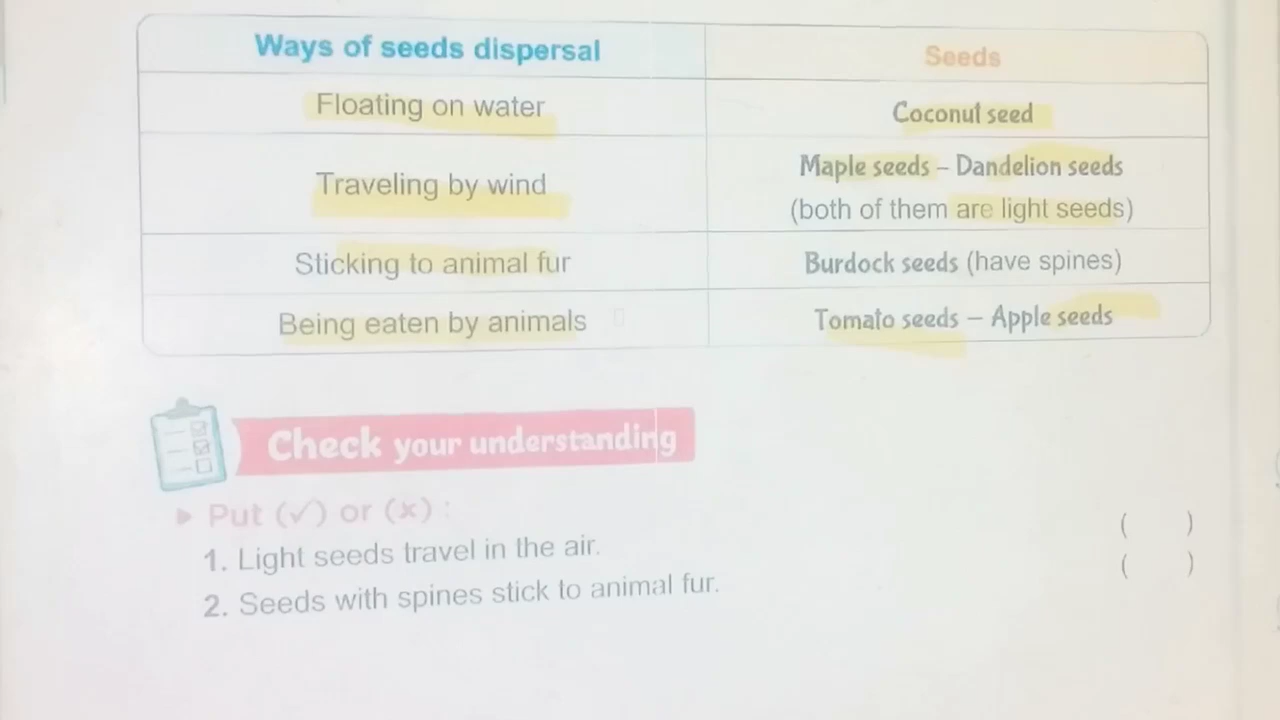 Ways of seeds dispersal
Seeds
Floating on water
Coconut seed
Traveling by wind
Maple seeds – Dandelion seeds
(both of them are light seeds)
Sticking to animal fur
Burdock seeds (have spines)
Being eaten by animals
Tomato seeds – Apple seeds
Check your understanding
Put (✓) or (×) :
1. Light seeds travel in the air. ( )
2. Seeds with spines stick to animal fur. ( )